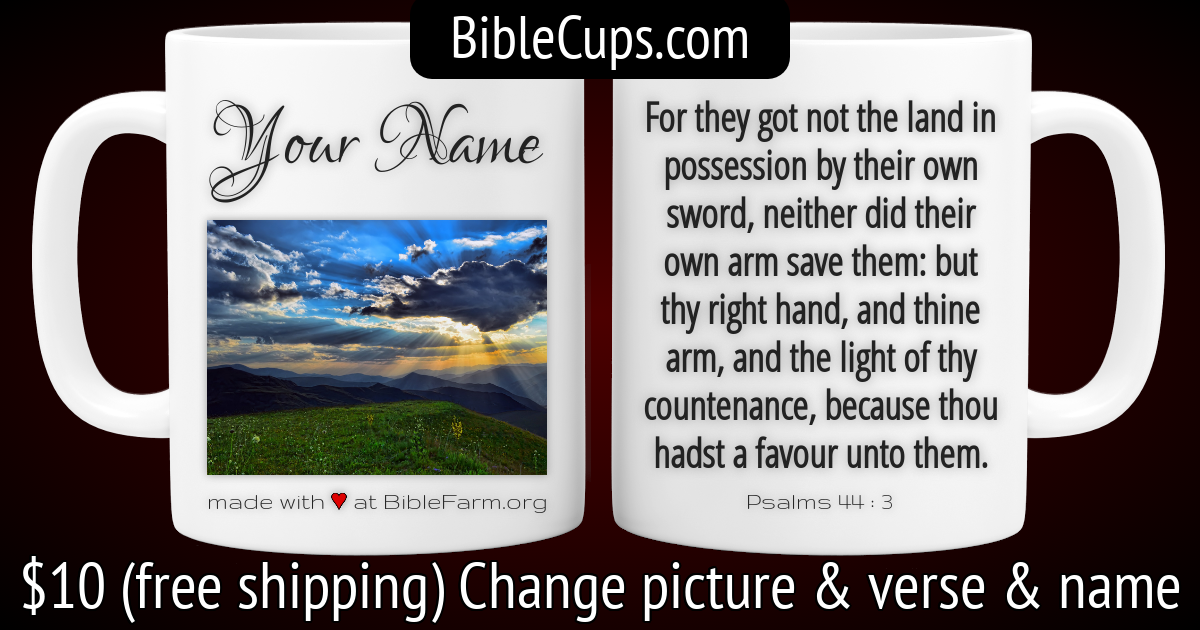 BibleCups.com
Your Name
made with ♥ at BibleFarm.org
For they got not the land in
possession by their own
sword, neither did their
own arm save them: but
thy right hand, and thine
arm, and the light of thy
countenance, because thou
hadst a favour unto them.
Psalms 44 : 3
$10 (free shipping) Change picture & verse & name